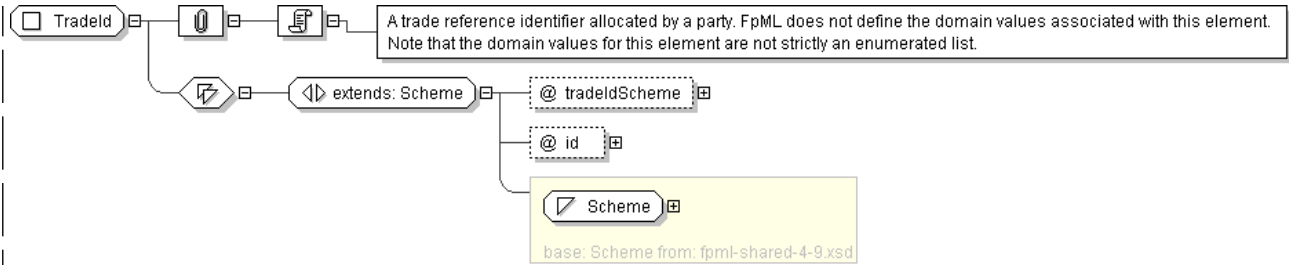 TradeId
A trade reference identifier allocated by a party. FpML does not define the domain values associated with this element.
Note that the domain values for this element are not strictly an enumerated list.
extends: Scheme
@ tradeIdScheme
@ id
Scheme
base: Scheme from: fpml-shared-4-9.xsd